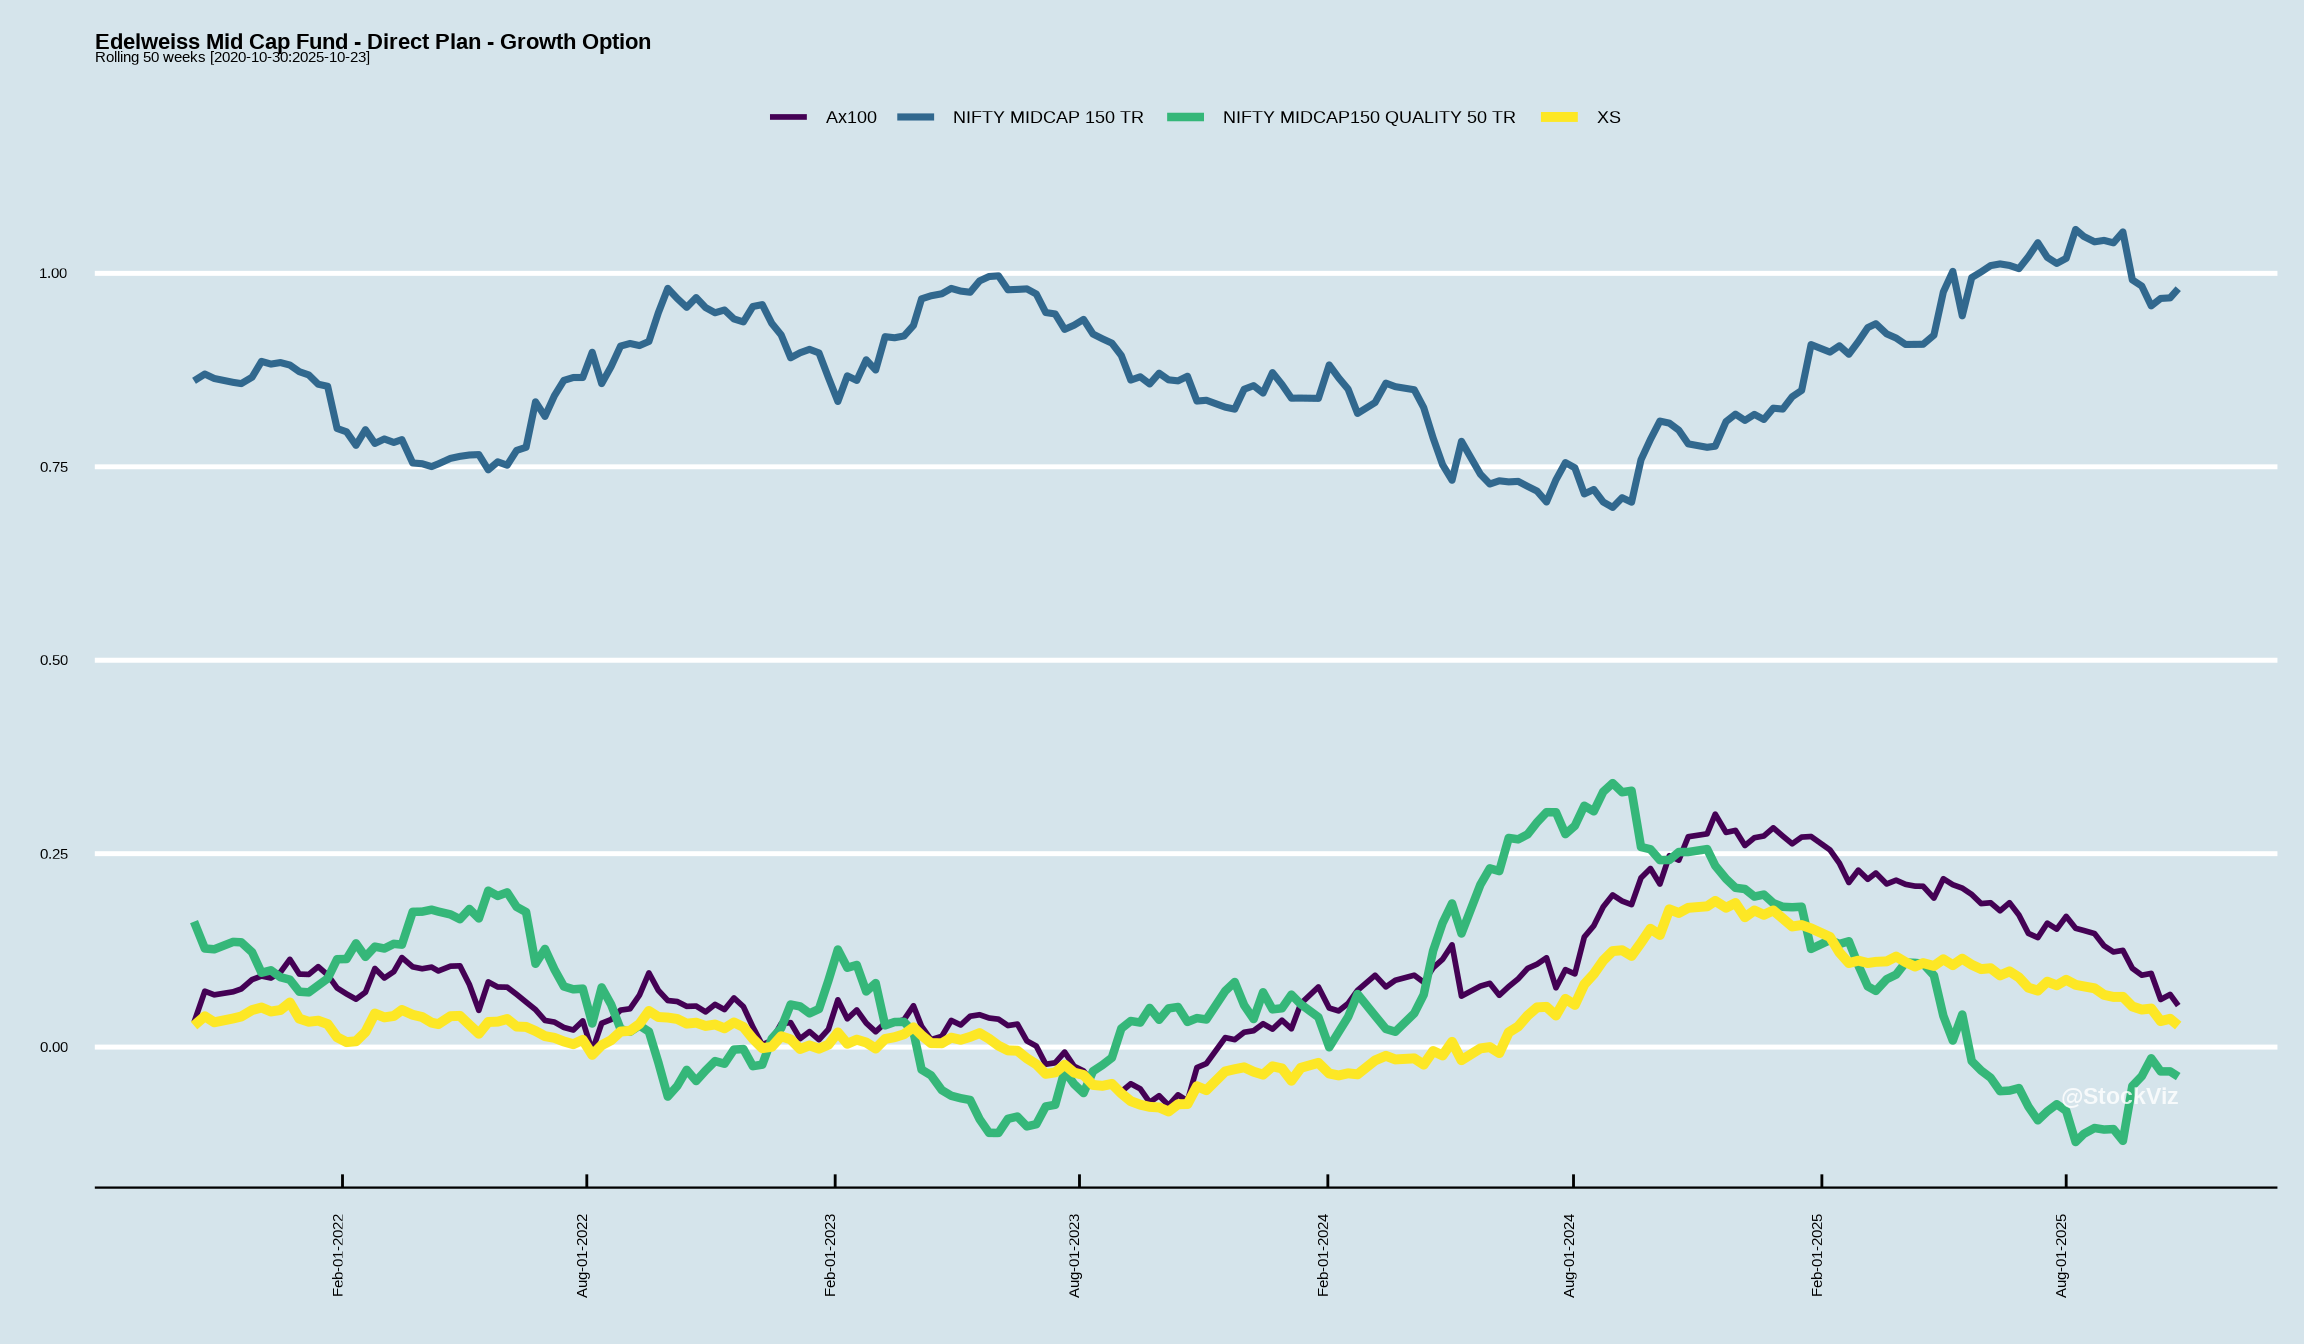 Edelweiss Mid Cap Fund - Direct Plan - Growth Option
Rolling 50 weeks [2020-10-30:2025-10-23]
Ax100 NIFTY MIDCAP 150 TR NIFTY MIDCAP150 QUALITY 50 TR XS
1.00
0.75
0.50
0.25
0.00
@StockViz
Feb-01-2022
Aug-01-2022
Feb-01-2023
Aug-01-2023
Feb-01-2024
Aug-01-2024
Feb-01-2025
Aug-01-2025